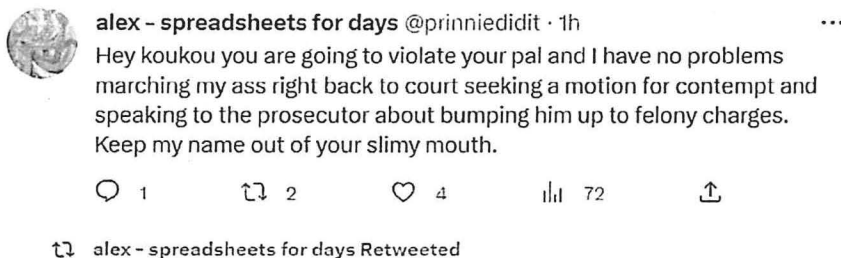 alex - spreadsheets for days @prinniedidit · 1h
Hey koukou you are going to violate your pal and I have no problems
marching my ass right back to court seeking a motion for contempt and
speaking to the prosecutor about bumping him up to felony charges.
Keep my name out of your slimy mouth.
1 2 4 72
alex - spreadsheets for days Retweeted